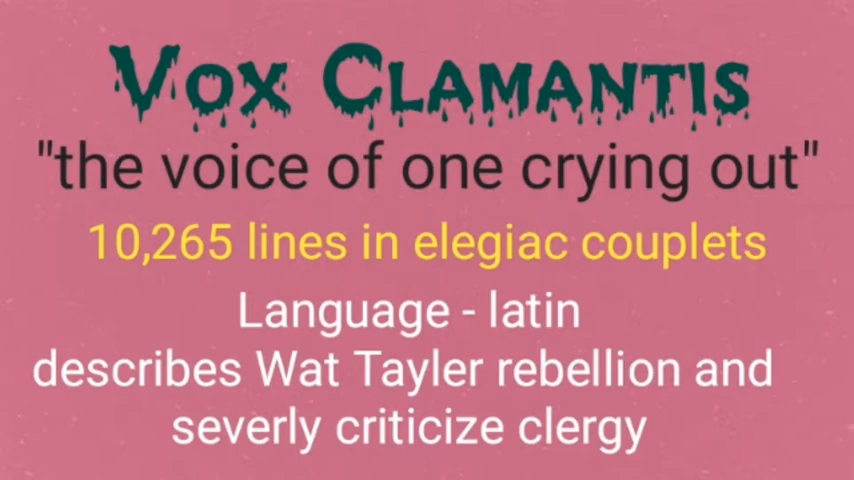 Vox Clamantis
"the voice of one crying out"
10,265 lines in elegiac couplets
Language - latin
describes Wat Tayler rebellion and
severly criticize clergy